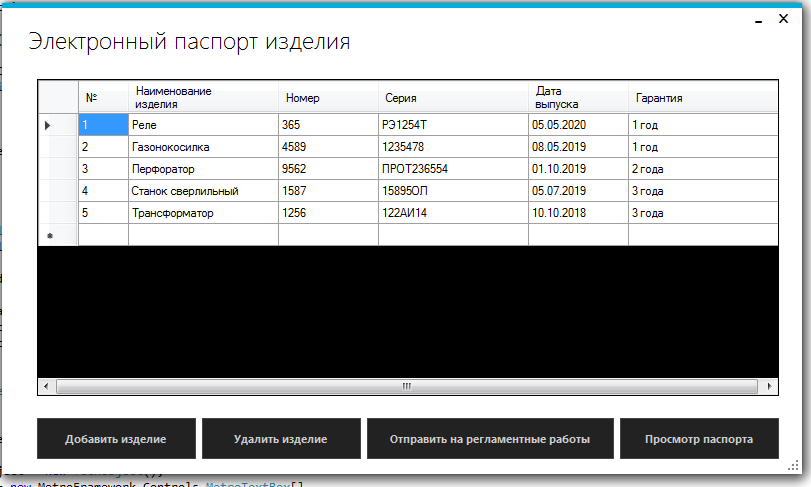 Электронный паспорт изделия
№ Наименование изделия Номер Серия Дата выпуска Гарантия
1 Реле 365 РЭ1254Т 05.05.2020 1 год
2 Газонокосилка 4589 1235478 08.05.2019 1 год
3 Перфоратор 9562 ПРОТ236554 01.10.2019 2 года
4 Станок сверлильный 1587 15895ОЛ 05.07.2019 3 года
5 Трансформатор 1256 122АИ14 10.10.2018 3 года
Добавить изделие Удалить изделие Отправить на регламентные работы Просмотр паспорта
new MetroFramework.Controls.MetroTextBox[]